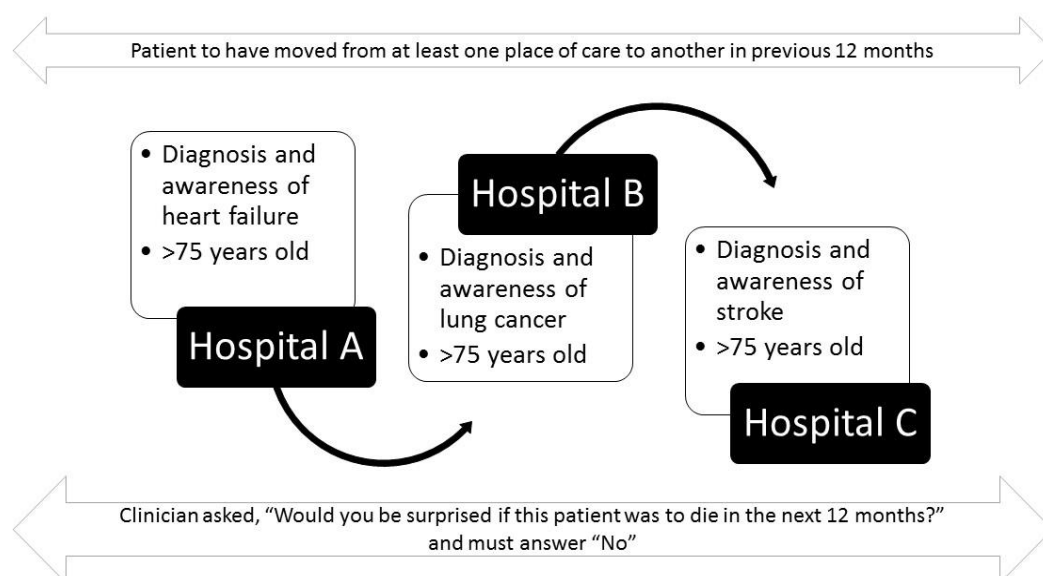 Patient to have moved from at least one place of care to another in previous 12 months
• Diagnosis and
awareness of
heart failure
• >75 years old
Hospital A
Hospital B
• Diagnosis and
awareness of
lung cancer
• >75 years old
• Diagnosis and
awareness of
stroke
• >75 years old
Hospital C
Clinician asked, “Would you be surprised if this patient was to die in the next 12 months?”
and must answer “No”